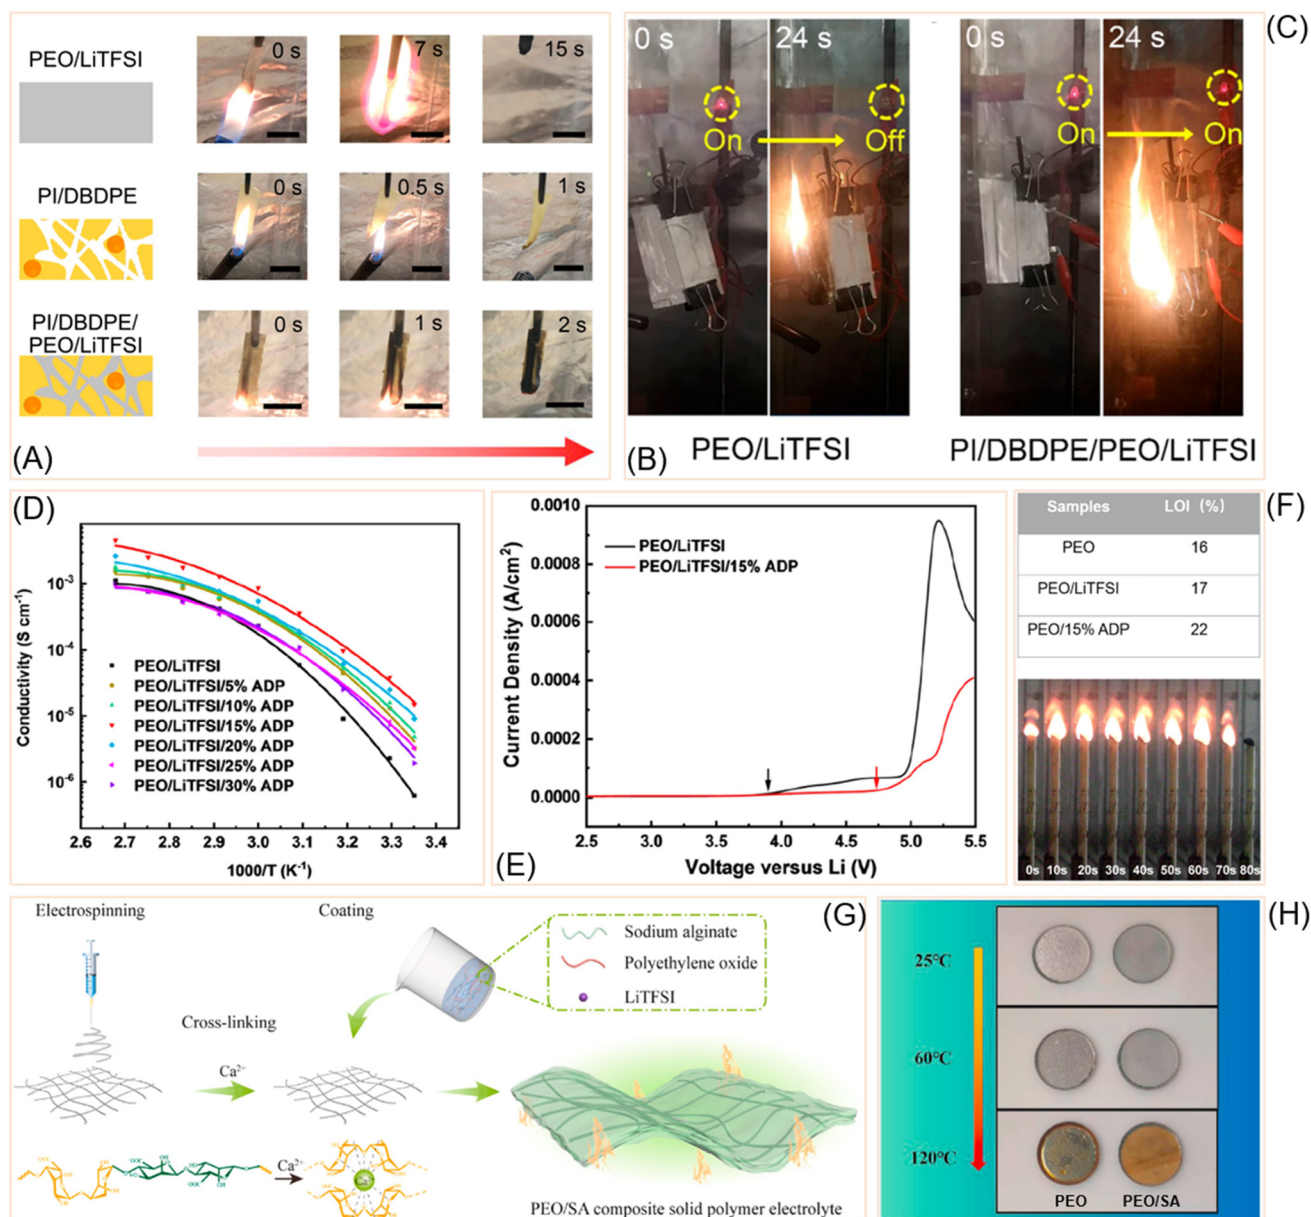 PEO/LiTFSI
0 s
7 s
15 s
PI/DBDPE
0 s
0.5 s
1 s
PI/DBDPE/
PEO/LiTFSI
0 s
1 s
2 s
(A)
0 s
24 s
On
Off
PEO/LiTFSI
0 s
24 s
On
On
PI/DBDPE/PEO/LiTFSI
(B)
(C)
(D)
Conductivity (S cm⁻¹)
10⁻³
10⁻⁴
10⁻⁵
10⁻⁶
PEO/LiTFSI
PEO/LiTFSI/5% ADP
PEO/LiTFSI/10% ADP
PEO/LiTFSI/15% ADP
PEO/LiTFSI/20% ADP
PEO/LiTFSI/25% ADP
PEO/LiTFSI/30% ADP
2.6 2.7 2.8 2.9 3.0 3.1 3.2 3.3 3.4
1000/T (K⁻¹)
Current Density (A/cm²)
0.0010
0.0008
0.0006
0.0004
0.0002
0.0000
PEO/LiTFSI
PEO/LiTFSI/15% ADP
2.5 3.0 3.5 4.0 4.5 5.0 5.5
Voltage versus Li (V)
(E)
Samples LOI (%)
PEO 16
PEO/LiTFSI 17
PEO/15% ADP 22
(F)
0s 10s 20s 30s 40s 50s 60s 70s 80s
Electrospinning
Coating
(G)
Sodium alginate
Polyethylene oxide
LiTFSI
Cross-linking
Ca²⁺
Ca²⁺
PEO/SA composite solid polymer electrolyte
(H)
25℃
60℃
120℃
PEO
PEO/SA